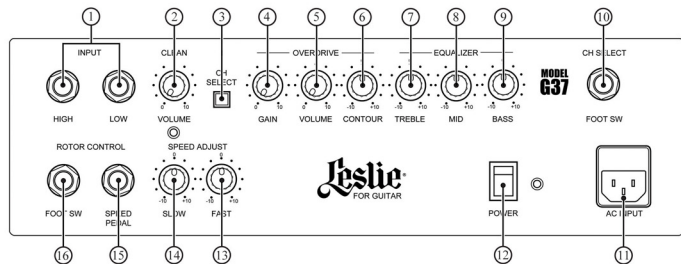 1 2 3 4 5 6 7 8 9 10
INPUT CLEAN OVERDRIVE EQUALIZER CH SELECT
CH
SELECT
MODEL
G37
0 10 0 10 0 10 -10 +10 -10 +10 -10 +10 -10 +10
HIGH LOW VOLUME GAIN VOLUME CONTOUR TREBLE MID BASS FOOT SW
ROTOR CONTROL SPEED ADJUST
0 0
Leslie®
FOR GUITAR
-10 +10 -10 +10
FOOT SW SPEED
PEDAL SLOW FAST POWER AC INPUT
16 15 14 13 12 11